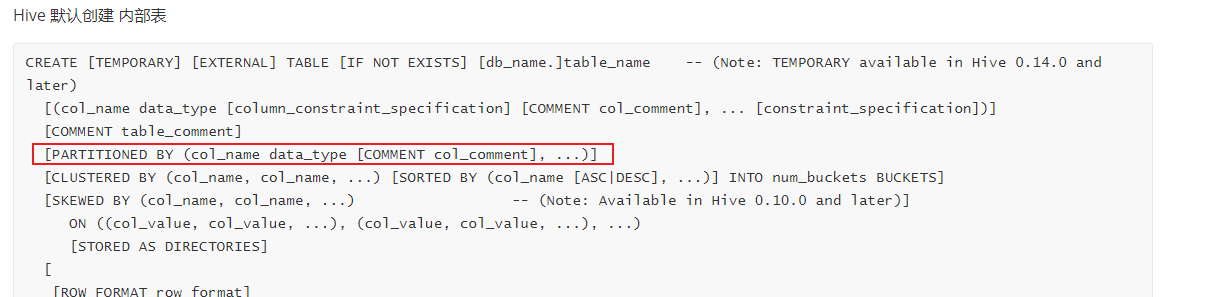 Hive 默认创建 内部表
CREATE [TEMPORARY] [EXTERNAL] TABLE [IF NOT EXISTS] [db_name.]table_name    -- (Note: TEMPORARY available in Hive 0.14.0 and
later)
[(col_name data_type [column_constraint_specification] [COMMENT col_comment], ... [constraint_specification])]
[COMMENT table_comment]
[PARTITIONED BY (col_name data_type [COMMENT col_comment], ...)]
[CLUSTERED BY (col_name, col_name, ...) [SORTED BY (col_name [ASC|DESC], ...)] INTO num_buckets BUCKETS]
[SKEWED BY (col_name, col_name, ...)                  -- (Note: Available in Hive 0.10.0 and later)]
ON ((col_value, col_value, ...), (col_value, col_value, ...), ...)
[STORED AS DIRECTORIES]
[
[ROW FORMAT row_format]